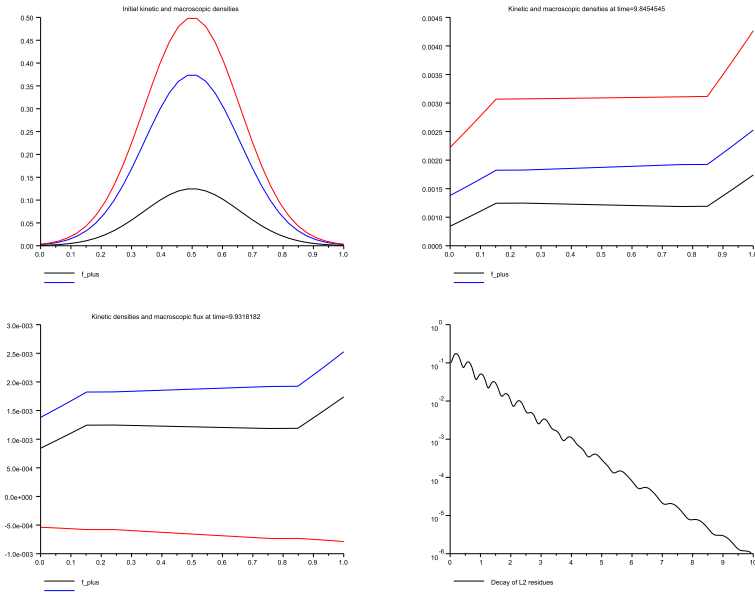 Initial kinetic and macroscopic densities
0.50
0.45
0.40
0.35
0.30
0.25
0.20
0.15
0.10
0.05
0.00
0.0 0.1 0.2 0.3 0.4 0.5 0.6 0.7 0.8 0.9 1.0
f_plus
Kinetic and macroscopic densities at time=9.8454545
0.0045
0.0040
0.0035
0.0030
0.0025
0.0020
0.0015
0.0010
0.0005
0.0 0.1 0.2 0.3 0.4 0.5 0.6 0.7 0.8 0.9 1.0
f_plus
Kinetic densities and macroscopic flux at time=9.9318182
3.0e-003
2.5e-003
2.0e-003
1.5e-003
1.0e-003
5.0e-004
0.0e+000
-5.0e-004
-1.0e-003
0.0 0.1 0.2 0.3 0.4 0.5 0.6 0.7 0.8 0.9 1.0
f_plus
10^0
10^-1
10^-2
10^-3
10^-4
10^-5
10^-6
0 1 2 3 4 5 6 7 8 9 10
Decay of L2 residues